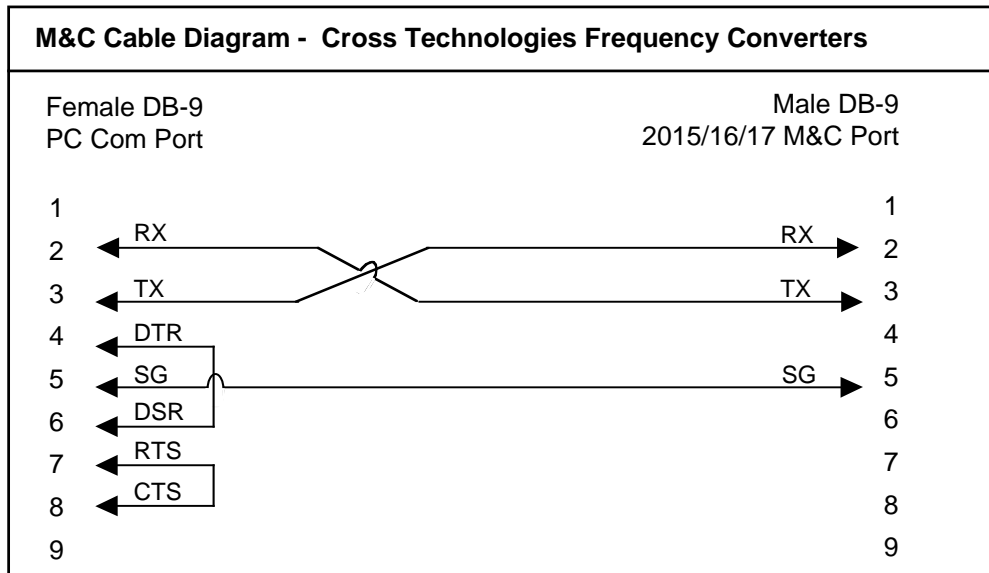 M&C Cable Diagram - Cross Technologies Frequency Converters
Female DB-9
PC Com Port
Male DB-9
2015/16/17 M&C Port
1 1
2 RX RX 2
3 TX TX 3
4 DTR 4
5 SG SG 5
6 DSR 6
7 RTS 7
8 CTS 8
9 9